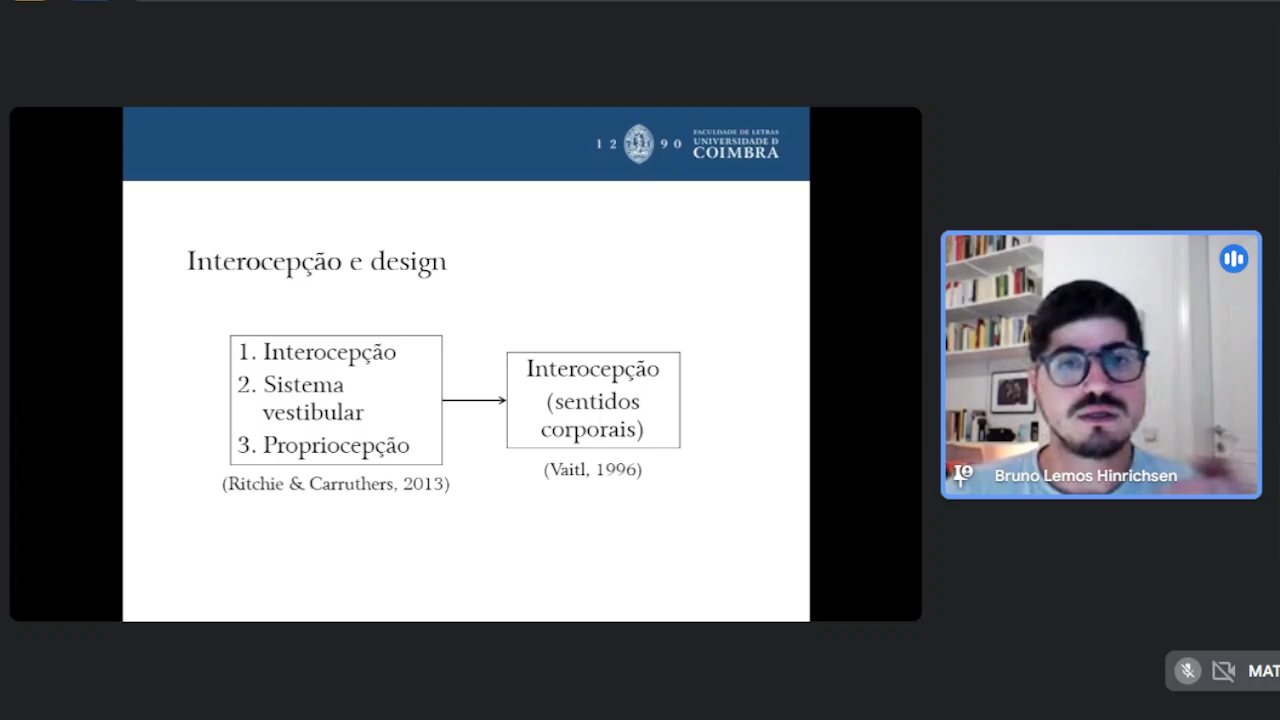 1 2 9 0
FACULDADE DE LETRAS
UNIVERSIDADE D
COIMBRA
Interocepção e design
1. Interocepção
2. Sistema
vestibular
3. Propriocepção
(Ritchie & Carruthers, 2013)
Interocepção
(sentidos
corporais)
(Vaitl, 1996)
Bruno Lemos Hinrichsen
MAT